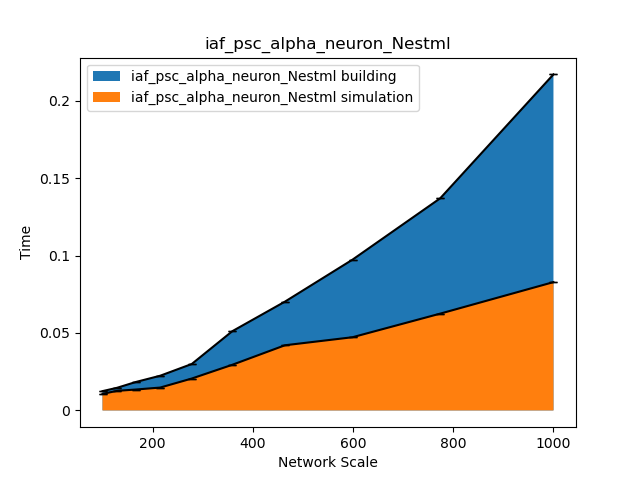 iaf_psc_alpha_neuron_Nestml
iaf_psc_alpha_neuron_Nestml building
iaf_psc_alpha_neuron_Nestml simulation
0.2
0.15
0.1
0.05
0
Time
200 400 600 800 1000
Network Scale